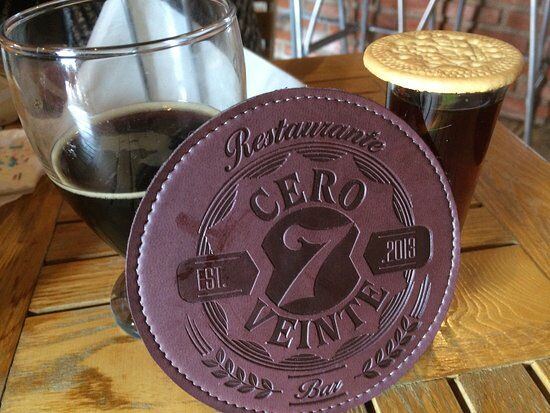 Restaurante
CERO
7
EST. 2013
VEINTE
Bar